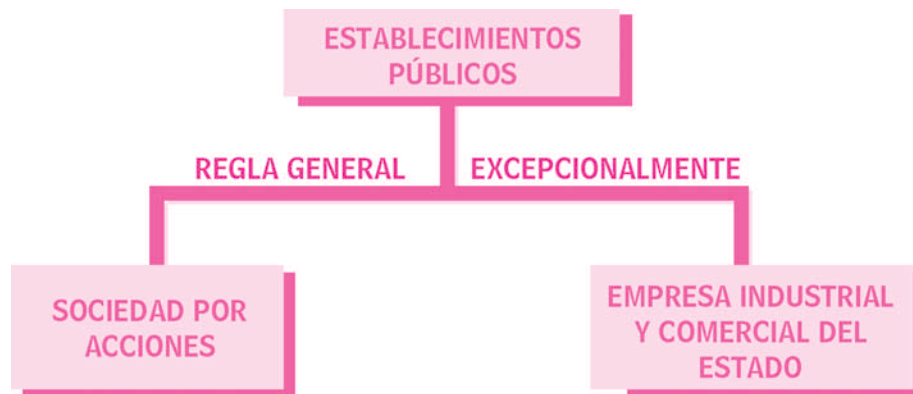 ESTABLECIMIENTOS
PÚBLICOS
REGLA GENERAL
EXCEPCIONALMENTE
SOCIEDAD POR
ACCIONES
EMPRESA INDUSTRIAL
Y COMERCIAL DEL
ESTADO